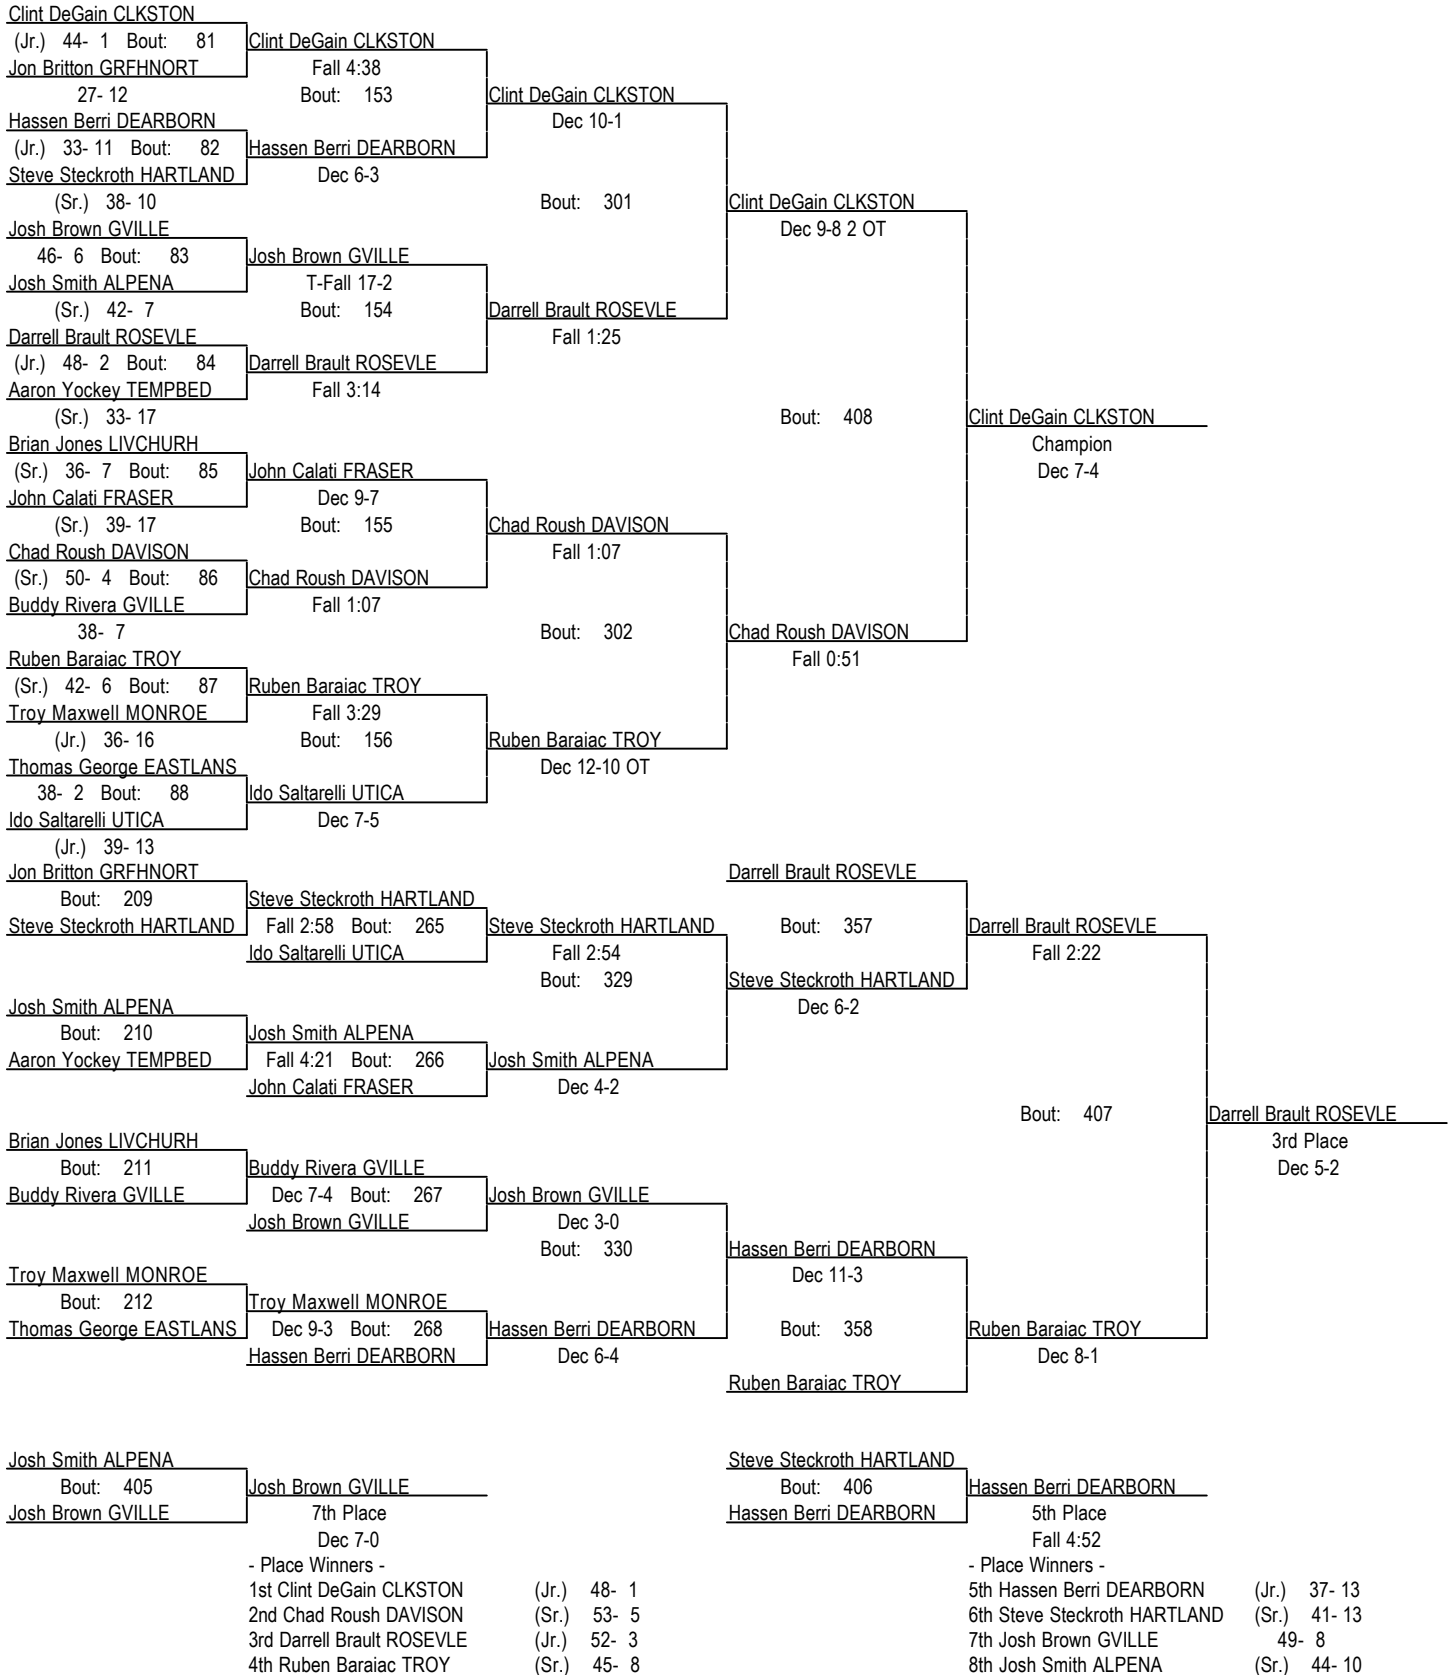 Clint DeGain CLKSTON
(Jr.) 44- 1 Bout: 81 Clint DeGain CLKSTON
Jon Britton GRFHNORT Fall 4:38
27- 12 Bout: 153 Clint DeGain CLKSTON
Hassen Berri DEARBORN Dec 10-1
(Jr.) 33- 11 Bout: 82 Hassen Berri DEARBORN
Steve Steckroth HARTLAND Dec 6-3
(Sr.) 38- 10 Bout: 301 Clint DeGain CLKSTON
Josh Brown GVILLE Dec 9-8 2 OT
46- 6 Bout: 83 Josh Brown GVILLE
Josh Smith ALPENA T-Fall 17-2
(Sr.) 42- 7 Bout: 154 Darrell Brault ROSEVLE
Darrell Brault ROSEVLE Fall 1:25
(Jr.) 48- 2 Bout: 84 Darrell Brault ROSEVLE
Aaron Yockey TEMPBED Fall 3:14
(Sr.) 33- 17 Bout: 408 Clint DeGain CLKSTON
Brian Jones LIVCHURH Champion
(Sr.) 36- 7 Bout: 85 John Calati FRASER Dec 7-4
John Calati FRASER Dec 9-7
(Sr.) 39- 17 Bout: 155 Chad Roush DAVISON
Chad Roush DAVISON Fall 1:07
(Sr.) 50- 4 Bout: 86 Chad Roush DAVISON
Buddy Rivera GVILLE Fall 1:07
38- 7 Bout: 302 Chad Roush DAVISON
Ruben Baraiac TROY Fall 0:51
(Sr.) 42- 6 Bout: 87 Ruben Baraiac TROY
Troy Maxwell MONROE Fall 3:29
(Jr.) 36- 16 Bout: 156 Ruben Baraiac TROY
Thomas George EASTLANS Dec 12-10 OT
38- 2 Bout: 88 Ido Saltarelli UTICA
Ido Saltarelli UTICA Dec 7-5
(Jr.) 39- 13
Jon Britton GRFHNORT Darrell Brault ROSEVLE
Bout: 209 Steve Steckroth HARTLAND
Steve Steckroth HARTLAND Fall 2:58 Bout: 265 Steve Steckroth HARTLAND Bout: 357 Darrell Brault ROSEVLE
Ido Saltarelli UTICA Fall 2:54 Fall 2:22
Bout: 329 Steve Steckroth HARTLAND
Josh Smith ALPENA Dec 6-2
Bout: 210 Josh Smith ALPENA
Aaron Yockey TEMPBED Fall 4:21 Bout: 266 Josh Smith ALPENA
John Calati FRASER Dec 4-2
Bout: 407 Darrell Brault ROSEVLE
Brian Jones LIVCHURH 3rd Place
Bout: 211 Buddy Rivera GVILLE Dec 5-2
Buddy Rivera GVILLE Dec 7-4 Bout: 267 Josh Brown GVILLE
Josh Brown GVILLE Dec 3-0
Bout: 330 Hassen Berri DEARBORN
Troy Maxwell MONROE Dec 11-3
Bout: 212 Troy Maxwell MONROE
Thomas George EASTLANS Dec 9-3 Bout: 268 Hassen Berri DEARBORN Bout: 358 Ruben Baraiac TROY
Hassen Berri DEARBORN Dec 6-4 Dec 8-1
Ruben Baraiac TROY
Josh Smith ALPENA Steve Steckroth HARTLAND
Bout: 405 Josh Brown GVILLE Bout: 406 Hassen Berri DEARBORN
Josh Brown GVILLE 7th Place Hassen Berri DEARBORN 5th Place
Dec 7-0 Fall 4:52
- Place Winners - - Place Winners -
1st Clint DeGain CLKSTON (Jr.) 48- 1 5th Hassen Berri DEARBORN (Jr.) 37- 13
2nd Chad Roush DAVISON (Sr.) 53- 5 6th Steve Steckroth HARTLAND (Sr.) 41- 13
3rd Darrell Brault ROSEVLE (Jr.) 52- 3 7th Josh Brown GVILLE 49- 8
4th Ruben Baraiac TROY (Sr.) 45- 8 8th Josh Smith ALPENA (Sr.) 44- 10